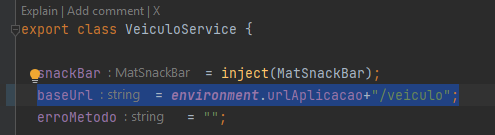 Explain | Add comment | X
export class VeiculoService {
snackBar : MatSnackBar = inject(MatSnackBar);
baseUrl : string = environment.urlAplicacao+"/veiculo";
erroMetodo : string = "";